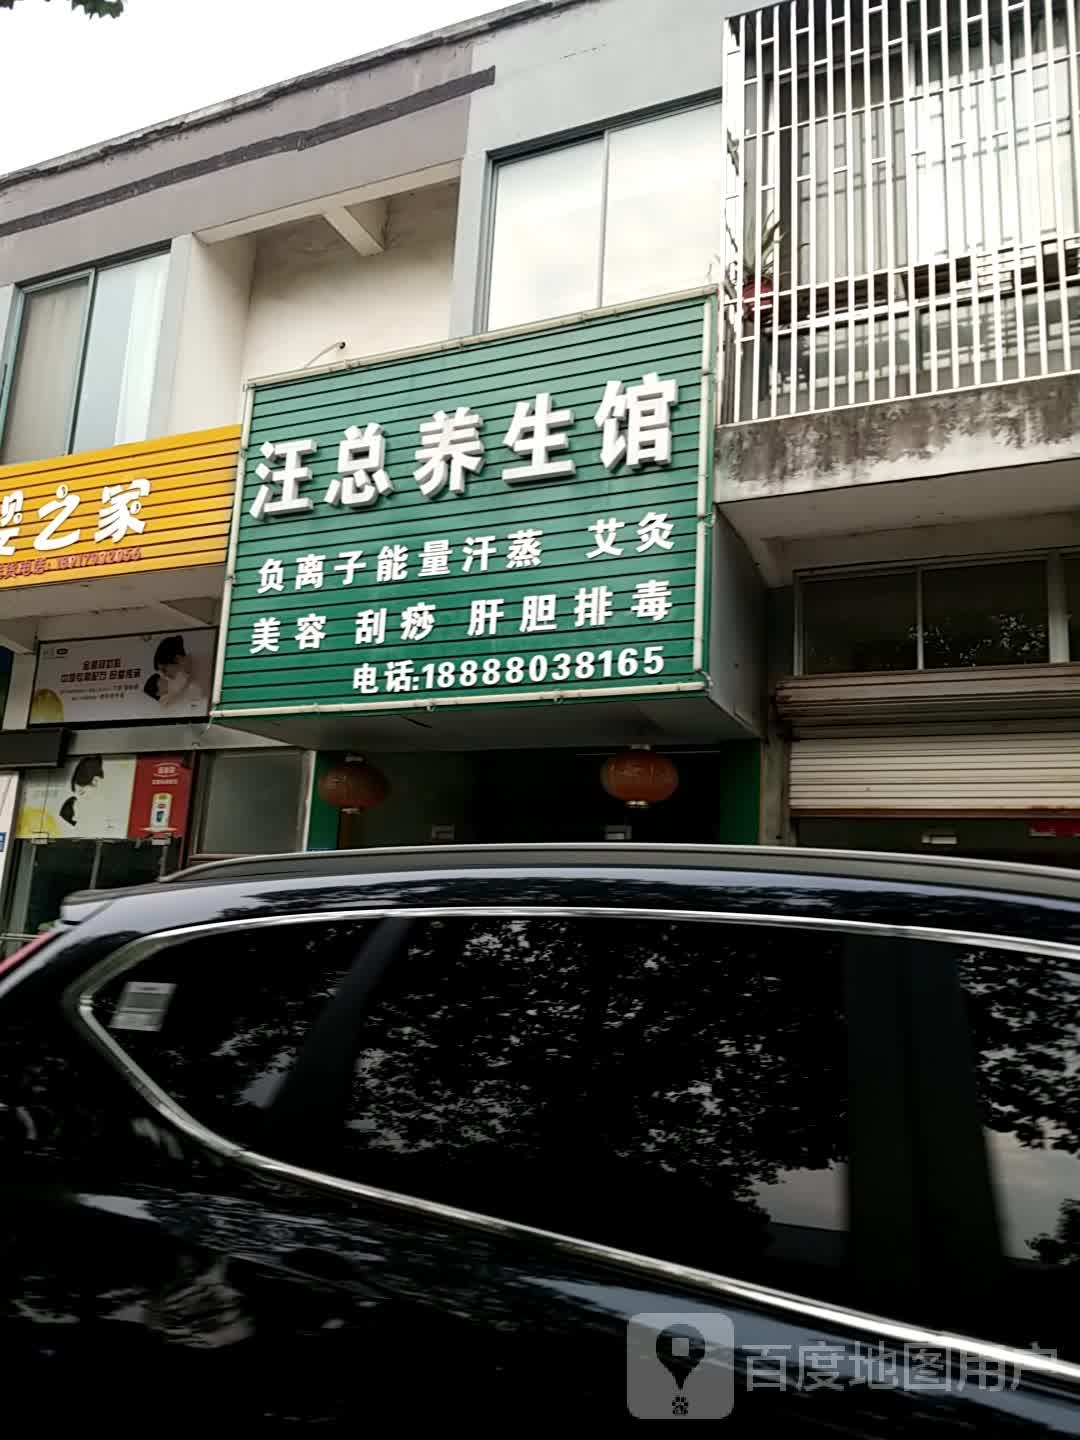 汪总养生馆
负离子能量汗蒸 艾灸
美容 刮痧 肝胆排毒
电话:18888038165
婴之家
百度地图用户